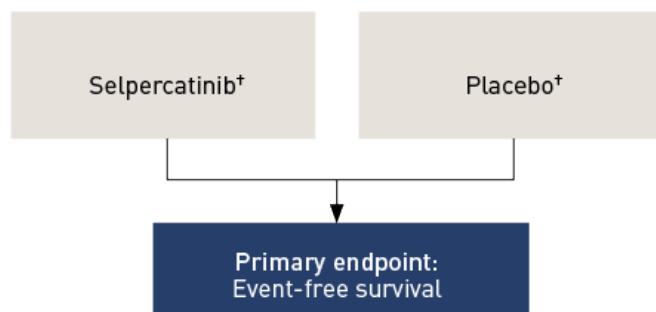 Selpercatinib†
Placebo†
Primary endpoint:
Event-free survival